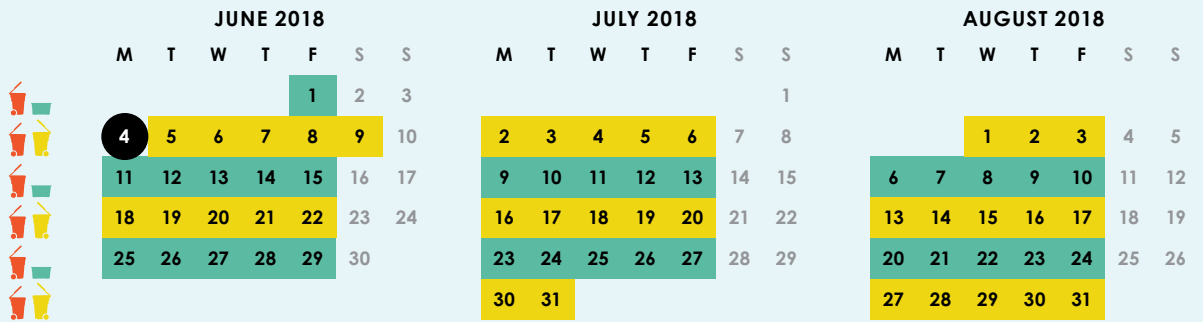 JUNE 2018 JULY 2018 AUGUST 2018
M T W T F S S M T W T F S S M T W T F S S
1 2 3 1
4 5 6 7 8 9 10 2 3 4 5 6 7 8 1 2 3 4 5
11 12 13 14 15 16 17 9 10 11 12 13 14 15 6 7 8 9 10 11 12
18 19 20 21 22 23 24 16 17 18 19 20 21 22 13 14 15 16 17 18 19
25 26 27 28 29 30 23 24 25 26 27 28 29 20 21 22 23 24 25 26
30 31 27 28 29 30 31